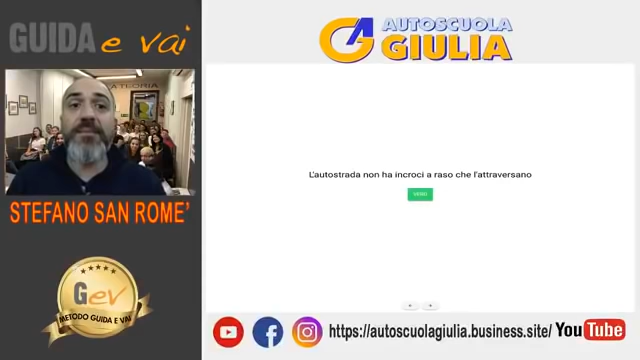 GUIDA e vai
AUTOSCUOLA
GIULIA
L'autostrada non ha incroci a raso che l'attraversano
VERO
STEFANO SAN ROME'
Gev
METODO GUIDA E VAI
https://autoscuolagiulia.business.site/ YouTube